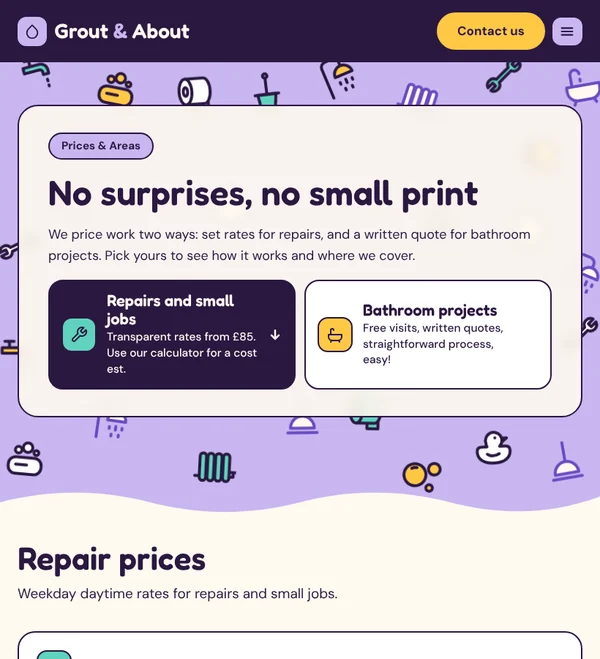 Grout & About
Contact us
Prices & Areas
No surprises, no small print
We price work two ways: set rates for repairs, and a written quote for bathroom
projects. Pick yours to see how it works and where we cover.
Repairs and small
jobs
Transparent rates from £85.
Use our calculator for a cost
est.
Bathroom projects
Free visits, written quotes,
straightforward process,
easy!
Repair prices
Weekday daytime rates for repairs and small jobs.